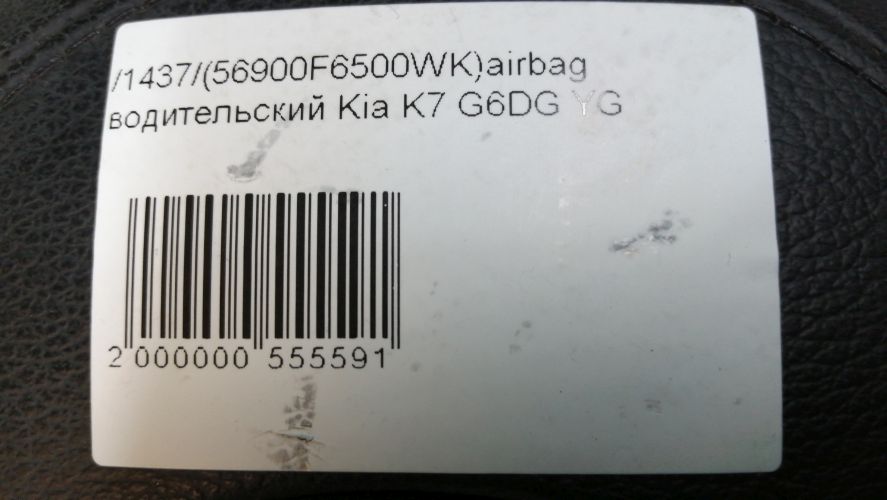 /1437/(56900F6500WK)airbag
водительский Kia K7 G6DG YG
2 000000 555591